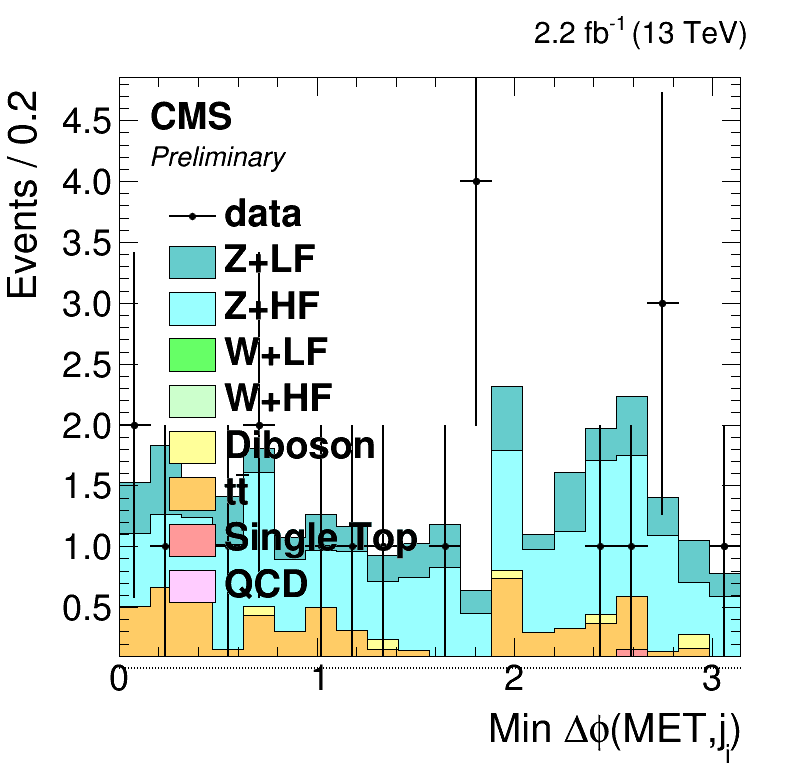 2.2 fb⁻¹ (13 TeV)
Events / 0.2
CMS
Preliminary
4.5
4.0
3.5
3.0
2.5
2.0
1.5
1.0
0.5
data
Z+LF
Z+HF
W+LF
W+HF
Diboson
tt̄
Single Top
QCD
0 1 2 3
Min Δϕ(MET,jᵢ)